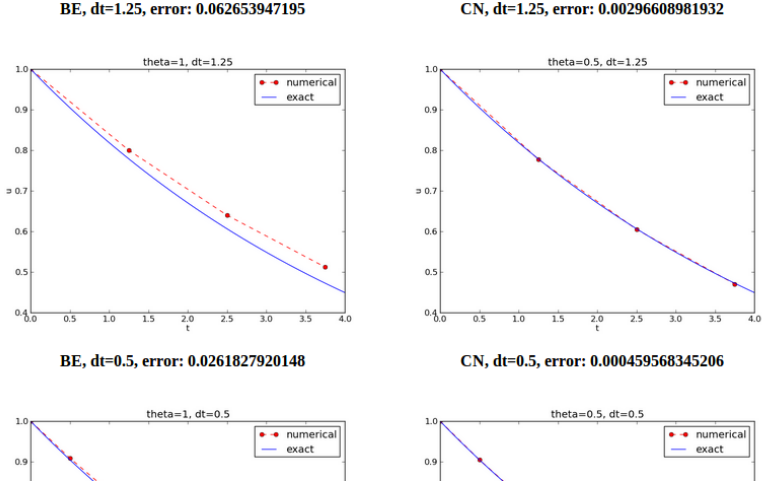 BE, dt=1.25, error: 0.062653947195
CN, dt=1.25, error: 0.00296608981932
theta=1, dt=1.25
numerical
exact
1.0
0.9
0.8
0.7
0.6
0.5
0.4
u
0.0 0.5 1.0 1.5 2.0 2.5 3.0 3.5 4.0
t
theta=0.5, dt=1.25
numerical
exact
1.0
0.9
0.8
0.7
0.6
0.5
0.4
u
0.0 0.5 1.0 1.5 2.0 2.5 3.0 3.5 4.0
t
BE, dt=0.5, error: 0.0261827920148
CN, dt=0.5, error: 0.000459568345206
theta=1, dt=0.5
numerical
exact
1.0
0.9
theta=0.5, dt=0.5
numerical
exact
1.0
0.9